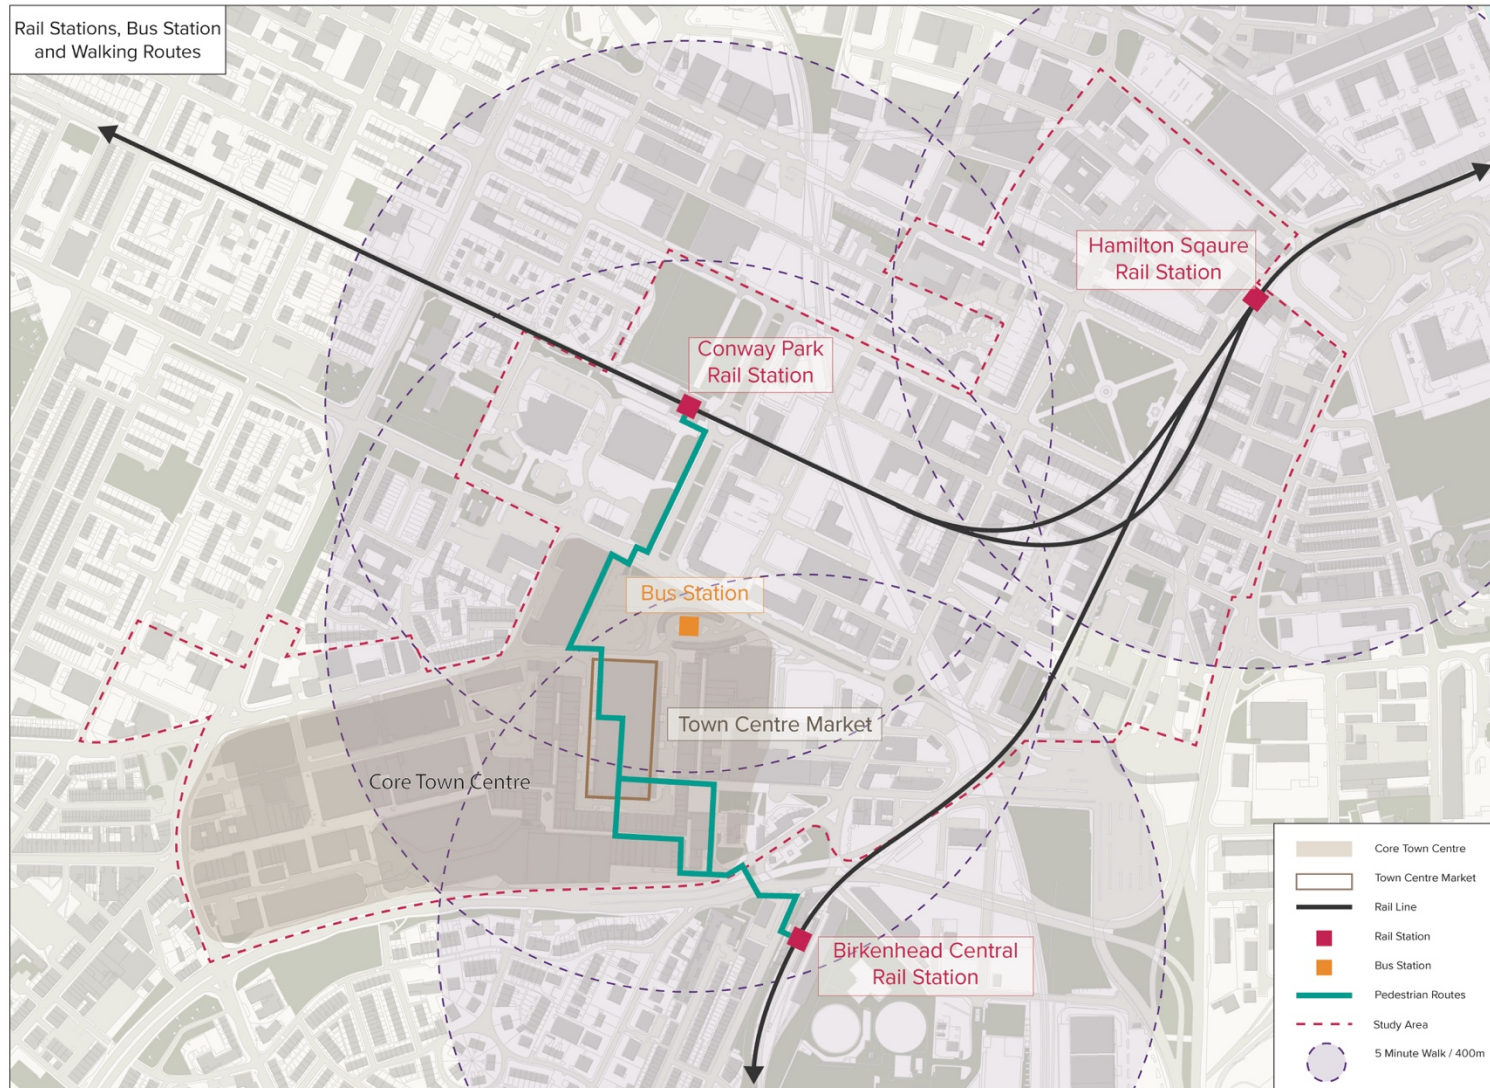 Rail Stations, Bus Station
and Walking Routes
Hamilton Sqaure
Rail Station
Conway Park
Rail Station
Bus Station
Town Centre Market
Core Town Centre
Birkenhead Central
Rail Station
Core Town Centre
Town Centre Market
Rail Line
Rail Station
Bus Station
Pedestrian Routes
Study Area
5 Minute Walk / 400m